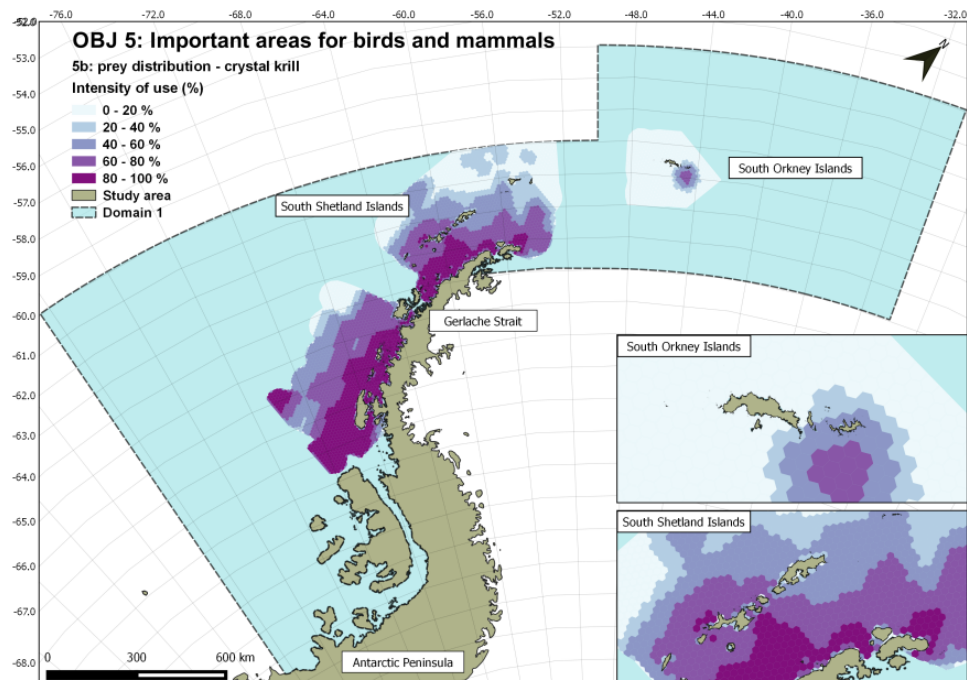 -76.0 -72.0 -68.0 -64.0 -60.0 -56.0 -52.0 -48.0 -44.0 -40.0 -36.0 -32.0
-52.0
OBJ 5: Important areas for birds and mammals
5b: prey distribution - crystal krill
Intensity of use (%)
0 - 20 %
20 - 40 %
40 - 60 %
60 - 80 %
80 - 100 %
Study area
Domain 1
N
-53.0
-54.0
-55.0
-56.0
-57.0
-58.0
-59.0
-60.0
-61.0
-62.0
-63.0
-64.0
-65.0
-66.0
-67.0
-68.0
South Orkney Islands
South Shetland Islands
Gerlache Strait
South Orkney Islands
South Shetland Islands
Antarctic Peninsula
0 300 600 km